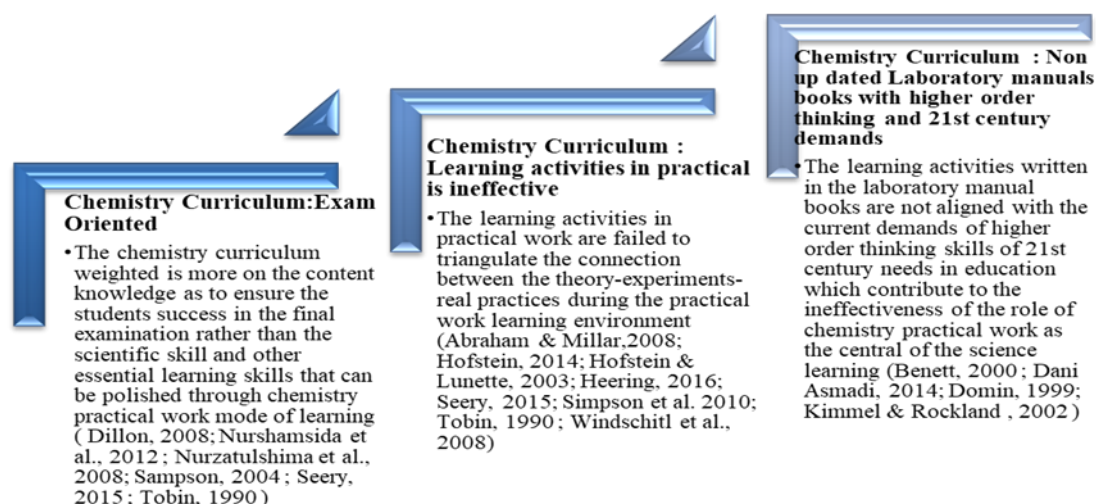 Chemistry Curriculum:Exam
Oriented
•The chemistry curriculum
weighted is more on the content
knowledge as to ensure the
students success in the final
examination rather than the
scientific skill and other
essential learning skills that can
be polished through chemistry
practical work mode of learning
( Dillon, 2008; Nurshamsida et
al., 2012 ; Nurzatulshima et al.,
2008; Sampson, 2004 ; Seery,
2015 ; Tobin, 1990 )
Chemistry Curriculum :
Learning activities in practical
is ineffective
•The learning activities in
practical work are failed to
triangulate the connection
between the theory-experiments-
real practices during the practical
work learning environment
(Abraham & Millar,2008;
Hofstein, 2014; Hofstein &
Lunette, 2003; Heering, 2016;
Seery, 2015; Simpson et al. 2010;
Tobin, 1990 ; Windschitl et al.,
2008)
Chemistry Curriculum : Non
up dated Laboratory manuals
books with higher order
thinking and 21st century
demands
•The learning activities written
in the laboratory manual
books are not aligned with the
current demands of higher
order thinking skills of 21st
century needs in education
which contribute to the
ineffectiveness of the role of
chemistry practical work as
the central of the science
learning (Benett, 2000 ; Dani
Asmadi, 2014; Domin, 1999;
Kimmel & Rockland , 2002 )